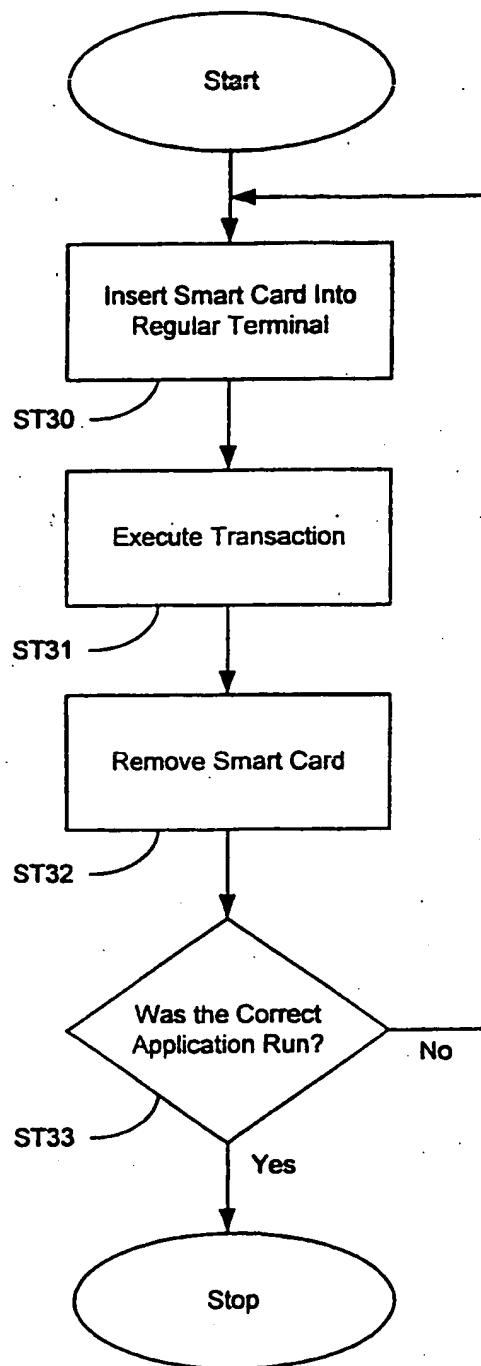 Start
Insert Smart Card Into
Regular Terminal
ST30
Execute Transaction
ST31
Remove Smart Card
ST32
Was the Correct
Application Run?
No
ST33
Yes
Stop